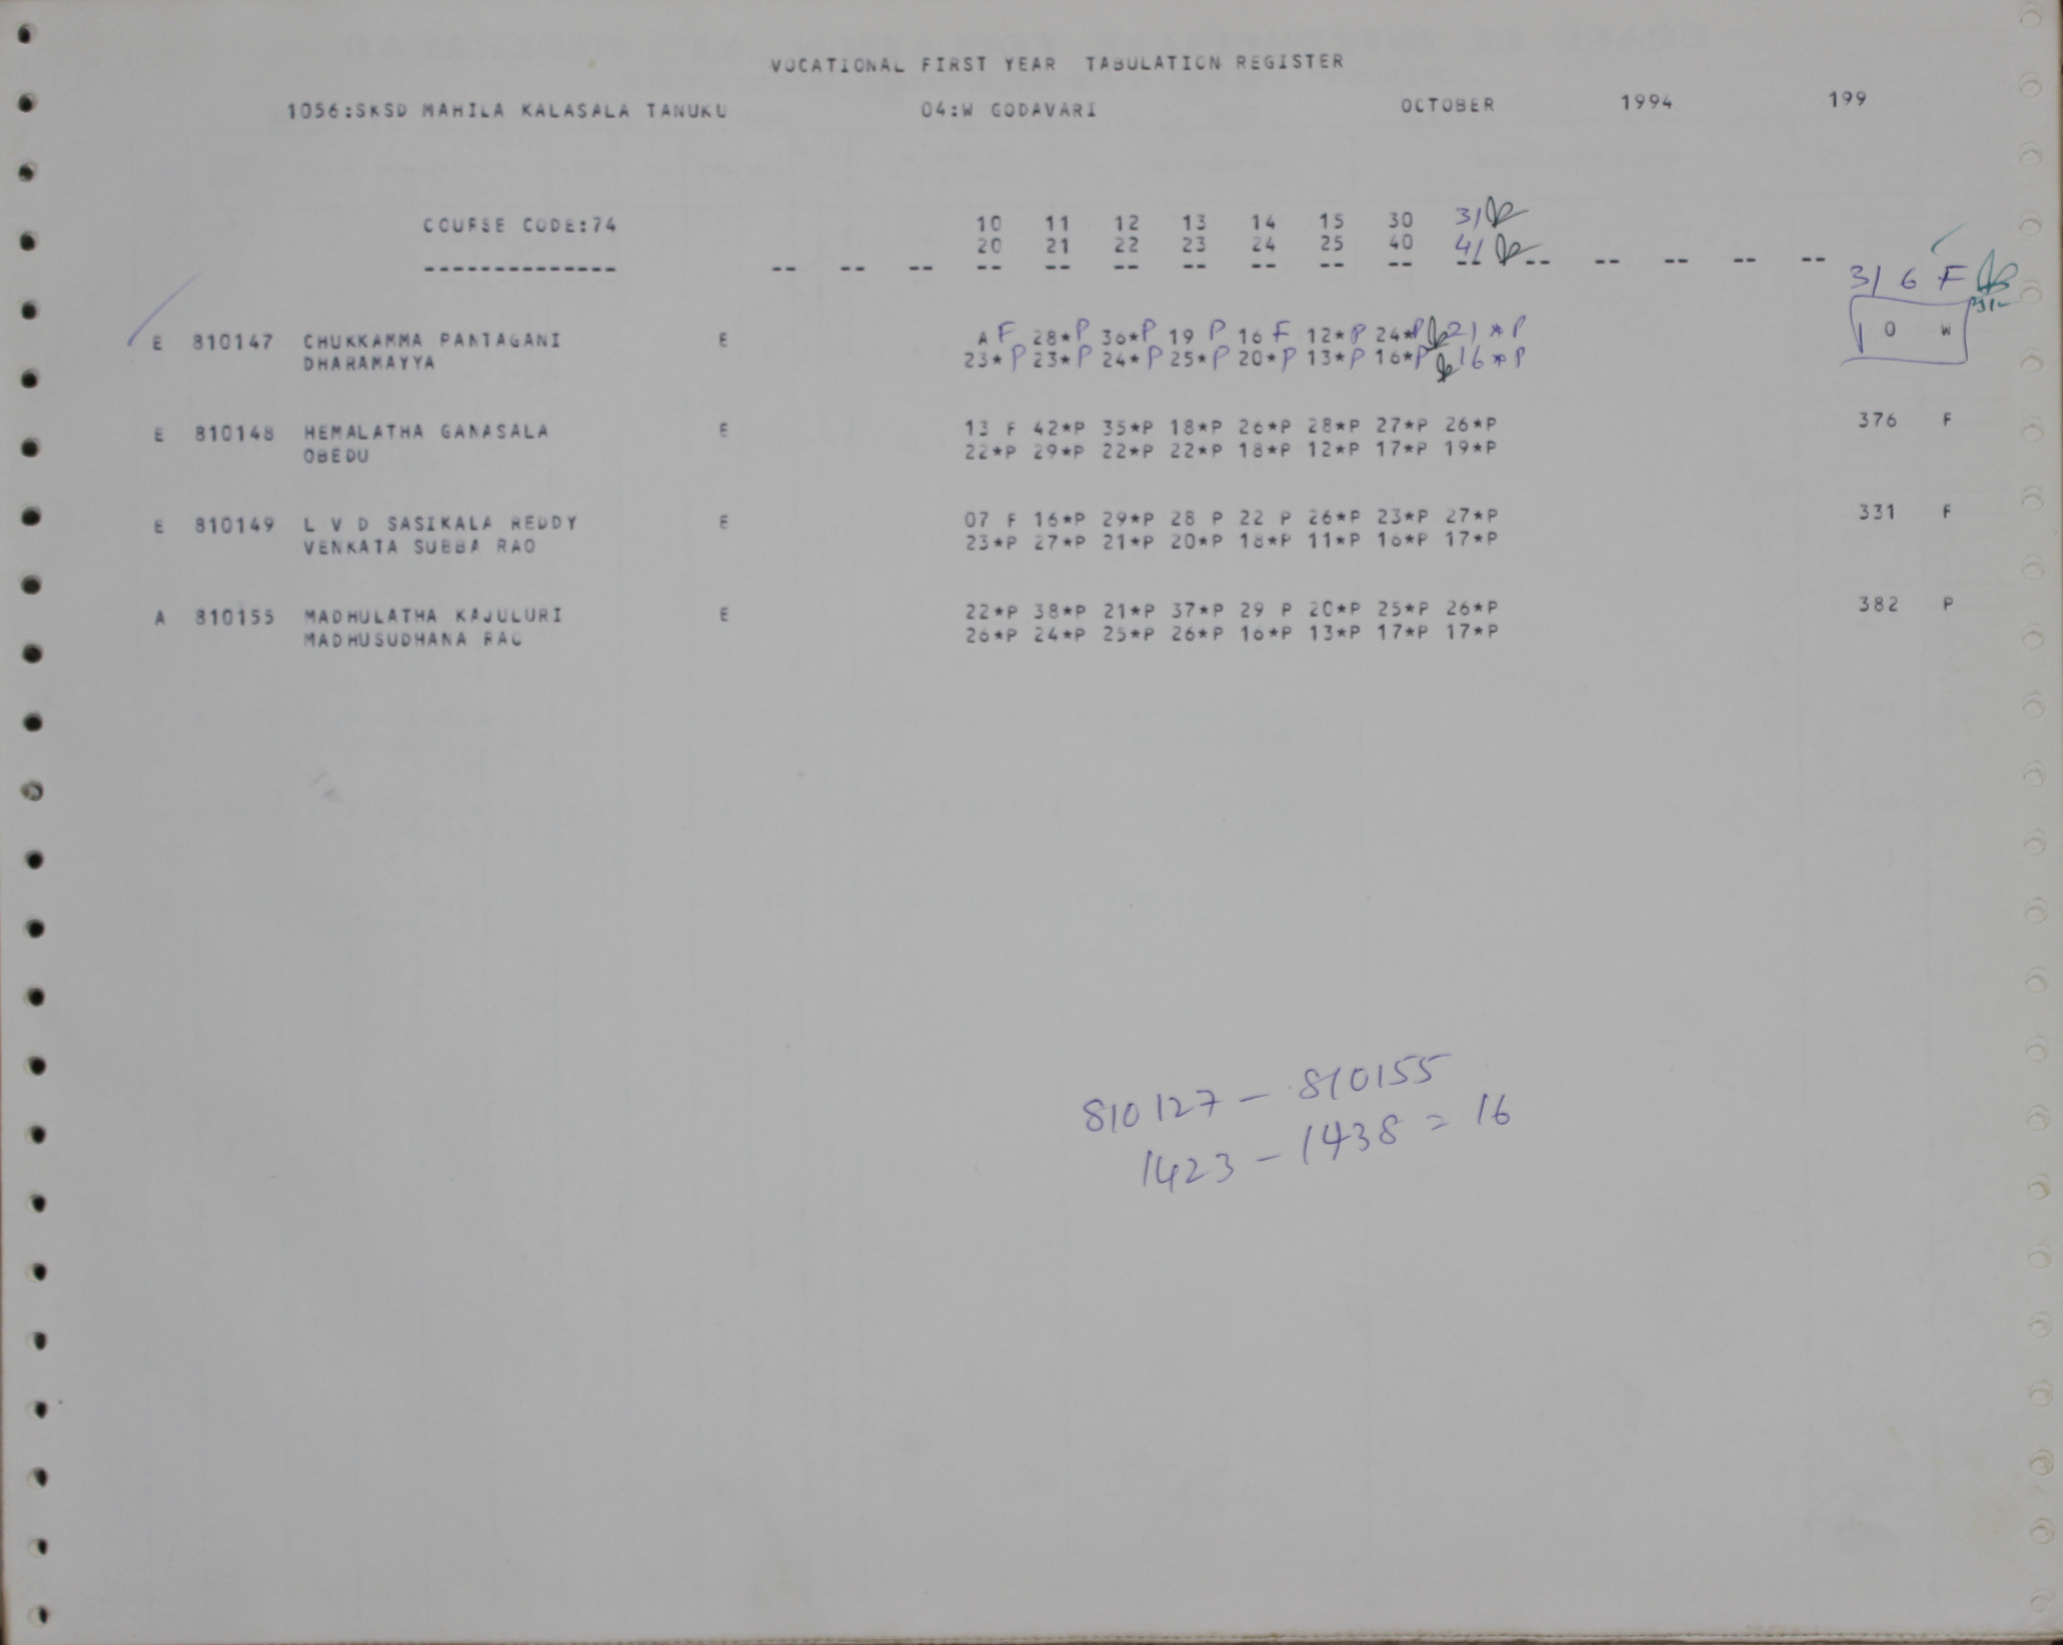 VOCATIONAL FIRST YEAR TABULATION REGISTER
1056:SKSD MAHILA KALASALA TANUKU 04:W GODAVARI OCTOBER 1994 199
COURSE CODE:74 10 11 12 13 14 15 30 31
20 21 22 23 24 25 40 41
-------------- -- -- -- -- -- -- -- -- -- -- -- -- -- -- -- --
316 F
E 810147 CHUKKAMMA PANTAGANI E A F 28*P 36*P 19 P 16 F 12*P 24*P 21*P 0 W
DHARAMAYYA 23*P 23*P 24*P 25*P 20*P 13*P 16*P 16*P
E 810148 HEMALATHA GANASALA E 13 F 42*P 35*P 18*P 26*P 28*P 27*P 26*P 376 F
OBEDU 22*P 29*P 22*P 22*P 18*P 12*P 17*P 19*P
E 810149 L V D SASIKALA REDDY E 07 F 16*P 29*P 28 P 22 P 26*P 23*P 27*P 331 F
VENKATA SUBBA RAO 23*P 27*P 21*P 20*P 18*P 11*P 16*P 17*P
A 810155 MADHULATHA KAJULURI E 22*P 38*P 21*P 37*P 29 P 20*P 25*P 26*P 382 P
MADHUSUDHANA RAO 26*P 24*P 25*P 26*P 16*P 13*P 17*P 17*P
810127 - 810155
1423 - 1438 = 16